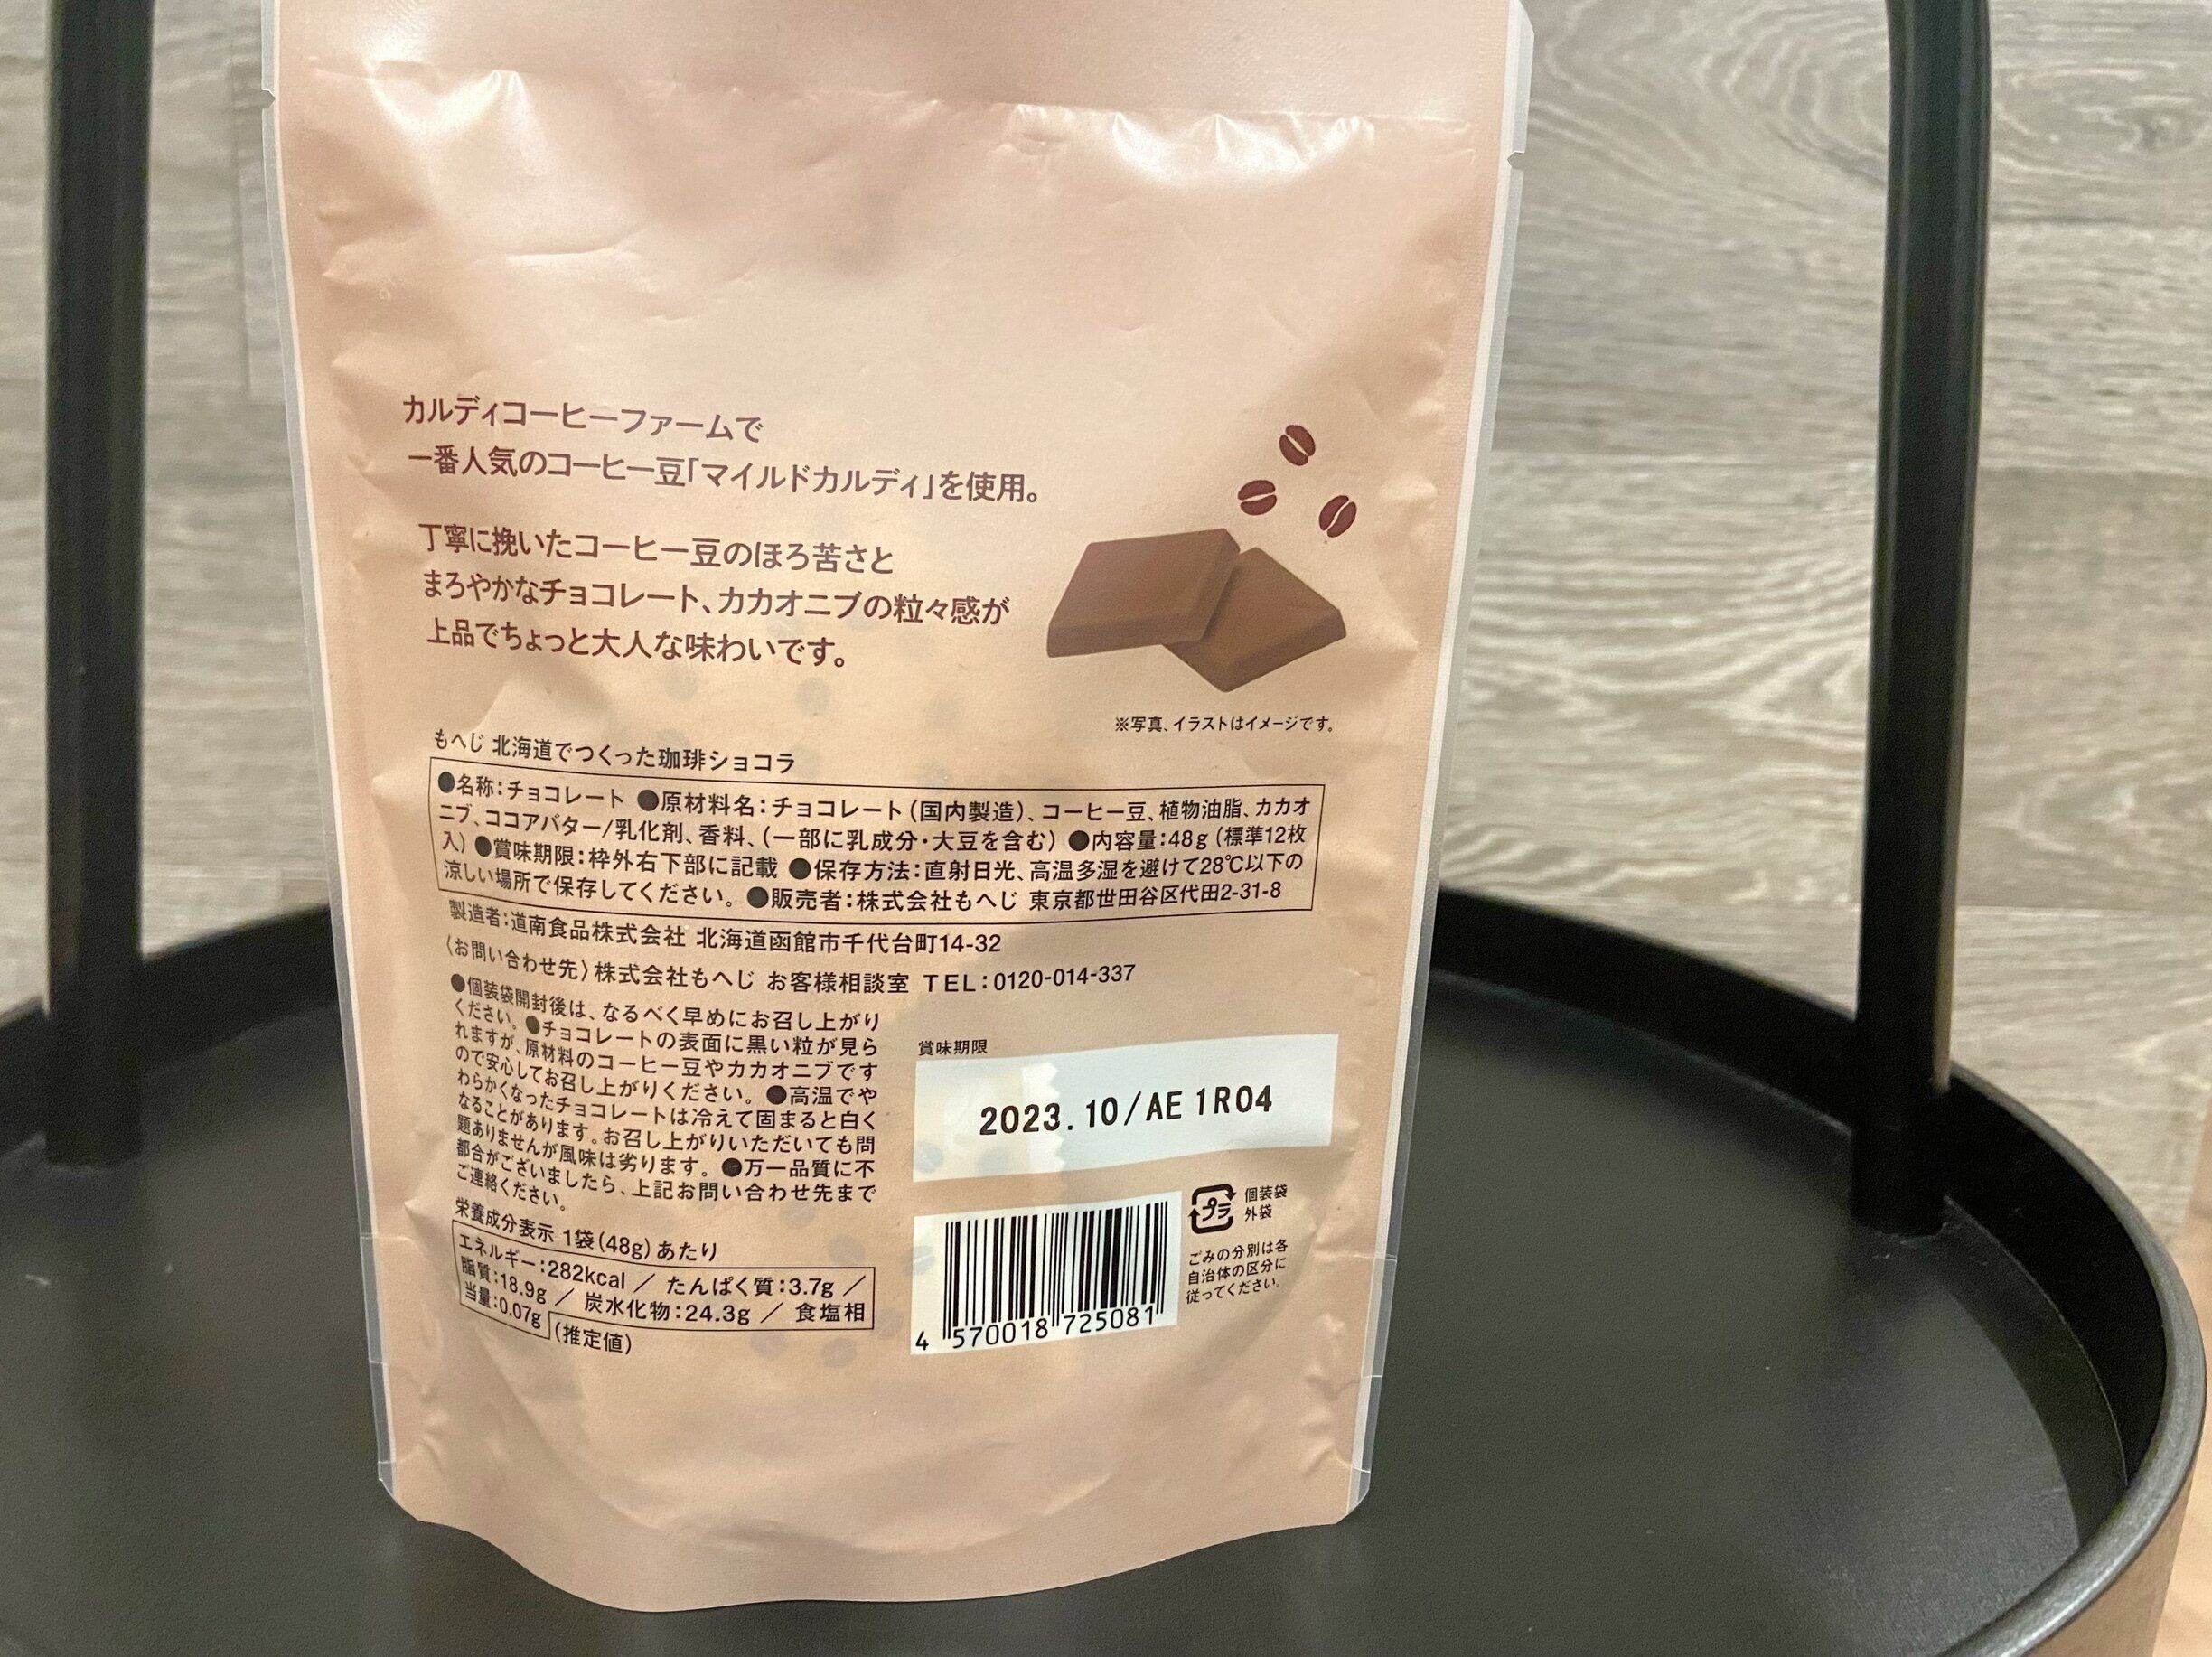 カルディコーヒーファームで
一番人気のコーヒー豆「マイルドカルディ」を使用。
丁寧に挽いたコーヒー豆のほろ苦さと
まろやかなチョコレート、カカオニブの粒々感が
上品でちょっと大人な味わいです。
※写真、イラストはイメージです。
もへじ 北海道でつくった珈琲ショコラ
●名称:チョコレート ●原材料名:チョコレート(国内製造)、コーヒー豆、植物油脂、カカオ
ニブ、ココアバター/乳化剤、香料、(一部に乳成分・大豆を含む) ●内容量:48g(標準12枚
入) ●賞味期限:枠外右下部に記載 ●保存方法:直射日光、高温多湿を避けて28℃以下の
涼しい場所で保存してください。 ●販売者:株式会社もへじ 東京都世田谷区代田2-31-8
製造者:道南食品株式会社 北海道函館市千代台町14-32
〈お問い合わせ先〉株式会社もへじ お客様相談室 TEL:0120-014-337
●個装袋開封後は、なるべく早めにお召し上がり
ください。●チョコレートの表面に黒い粒が見ら
れますが、原材料のコーヒー豆やカカオニブです
ので安心してお召し上がりください。 ●高温でや
わらかくなったチョコレートは冷えて固まると白く
なることがあります。お召し上がりいただいても問
題ありませんが風味は劣ります。 ●万一品質に不
都合がございましたら、上記お問い合わせ先まで
ご連絡ください。
栄養成分表示 1袋(48g)あたり
エネルギー:282kcal / たんぱく質:3.7g /
脂質:18.9g / 炭水化物:24.3g / 食塩相
当量:0.07g (推定値)
賞味期限
2023.10/AE 1R04
4 570018 725081
プラ
個装袋
外袋
ごみの分別は各
自治体の区分に
従ってください。